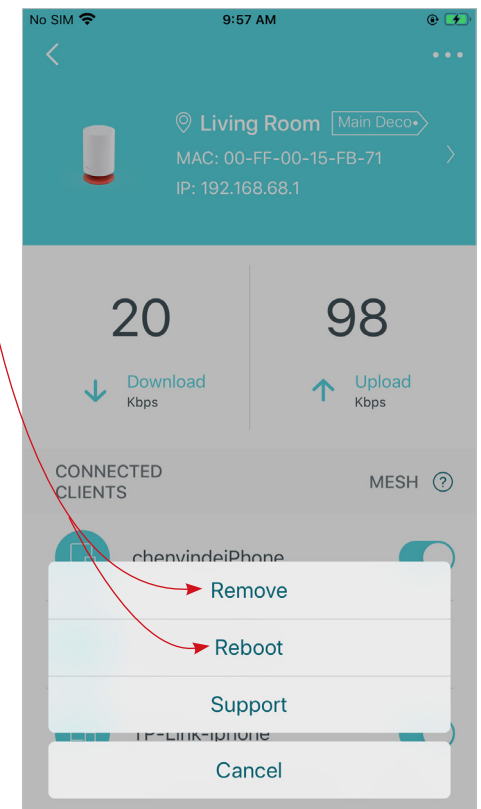 No SIM 9:57 AM
Living Room Main Deco
MAC: 00-FF-00-15-FB-71
IP: 192.168.68.1
20 98
Download Upload
Kbps Kbps
CONNECTED
CLIENTS
MESH ?
chenyindeiPhone
Remove
Reboot
Support
TP-Link-iphone
Cancel